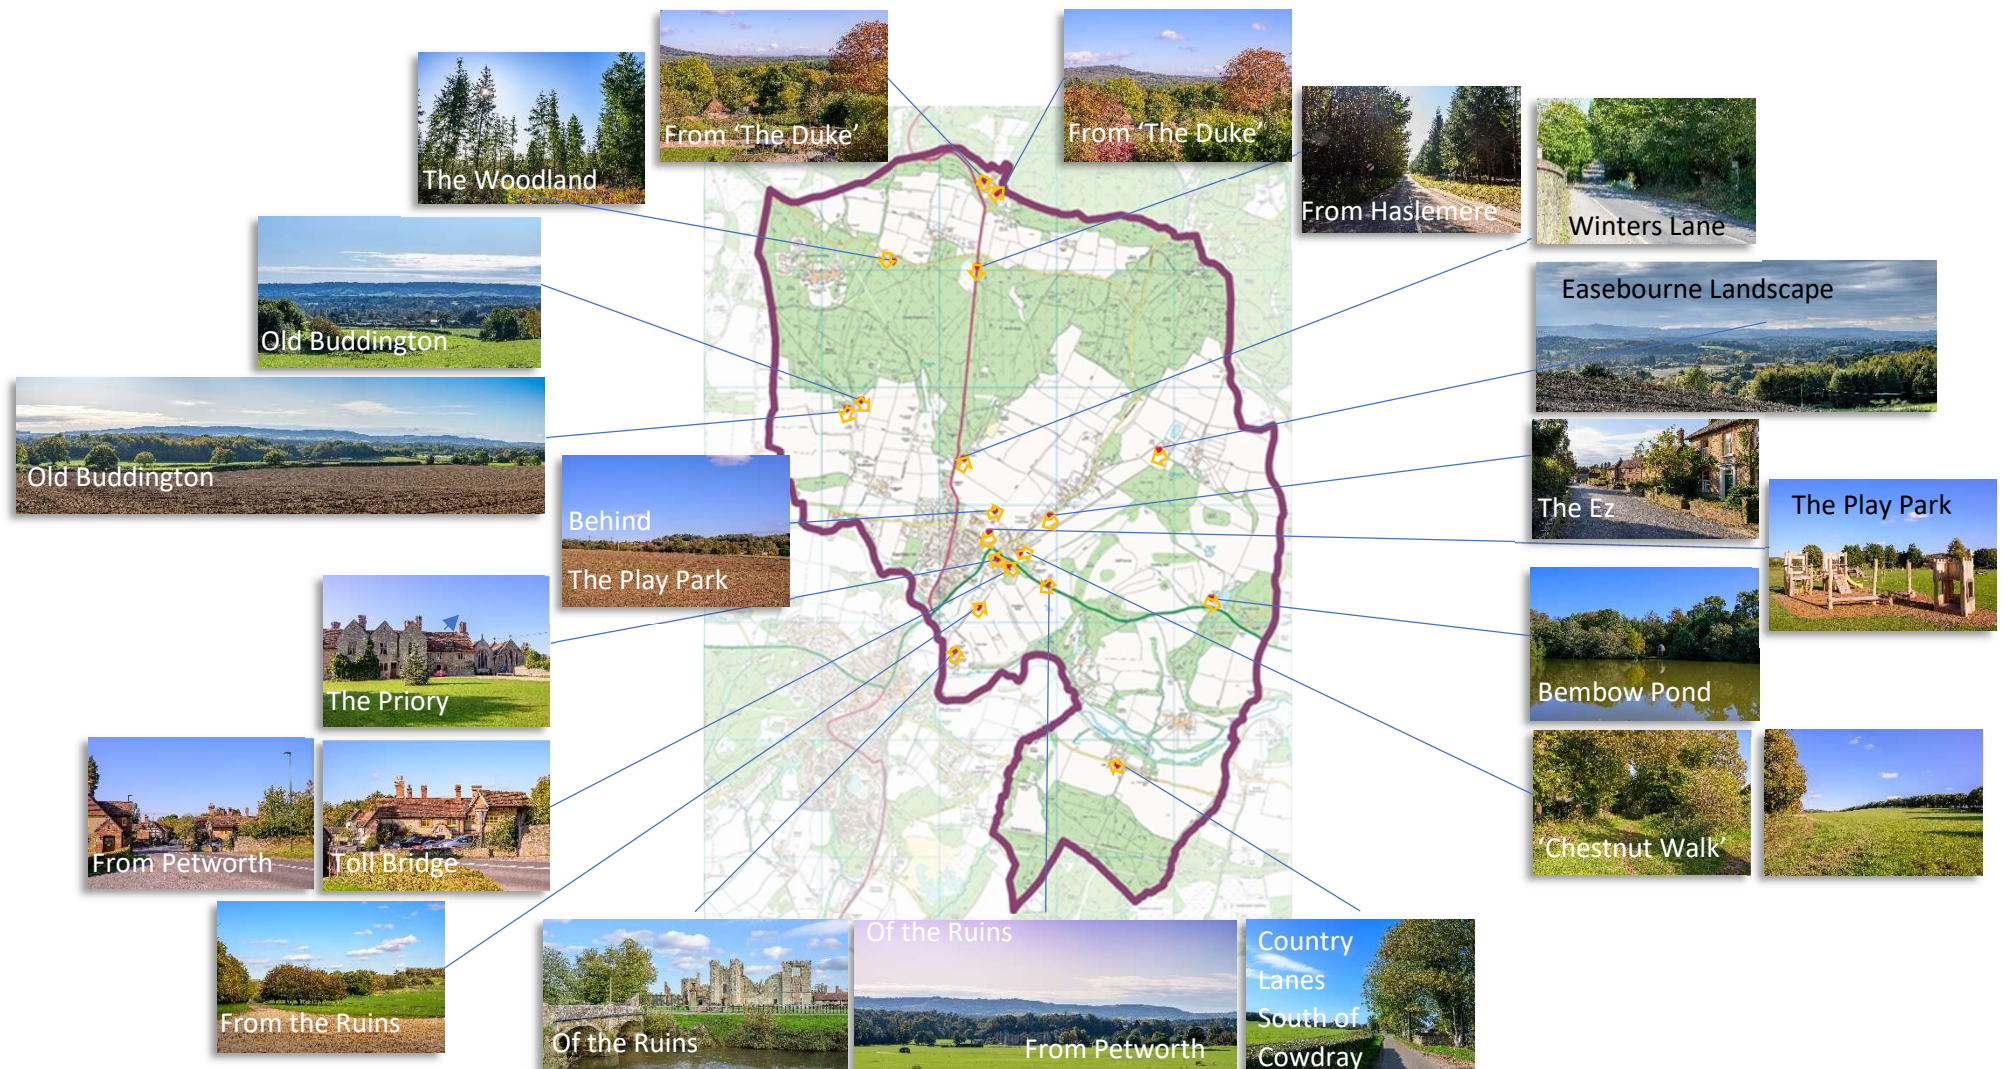 From 'The Duke'
From 'The Duke'
The Woodland
From Haslemere
Winters Lane
Old Buddington
Easebourne Landscape
Old Buddington
Behind
The Play Park
The Ez
The Play Park
The Priory
Bembow Pond
From Petworth
Toll Bridge
'Chestnut Walk'
From the Ruins
Of the Ruins
Of the Ruins
From Petworth
Country
Lanes
South of
Cowdray